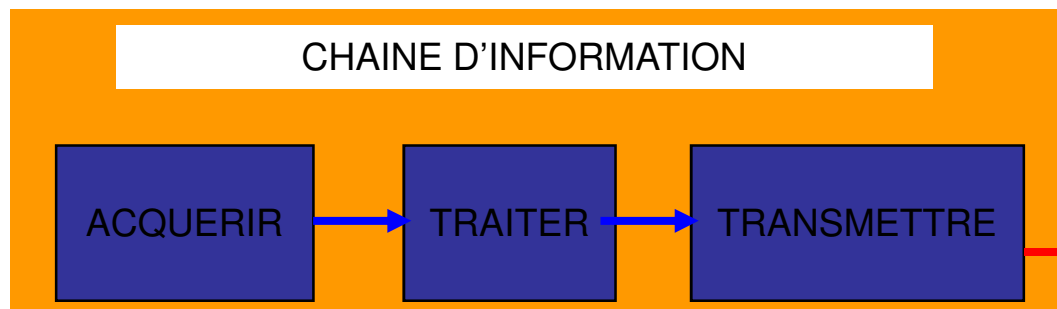 CHAINE D’INFORMATION
ACQUERIR TRAITER TRANSMETTRE